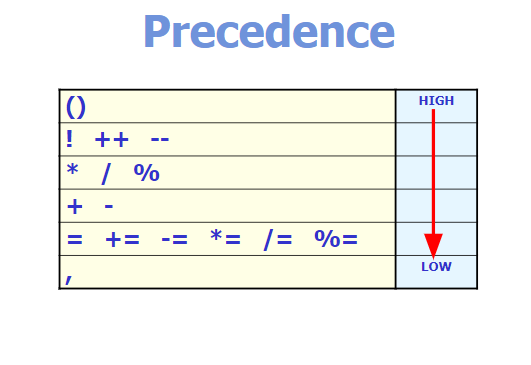 Precedence
() HIGH
! ++ --
* / %
+ -
= += -= *= /= %=
, LOW